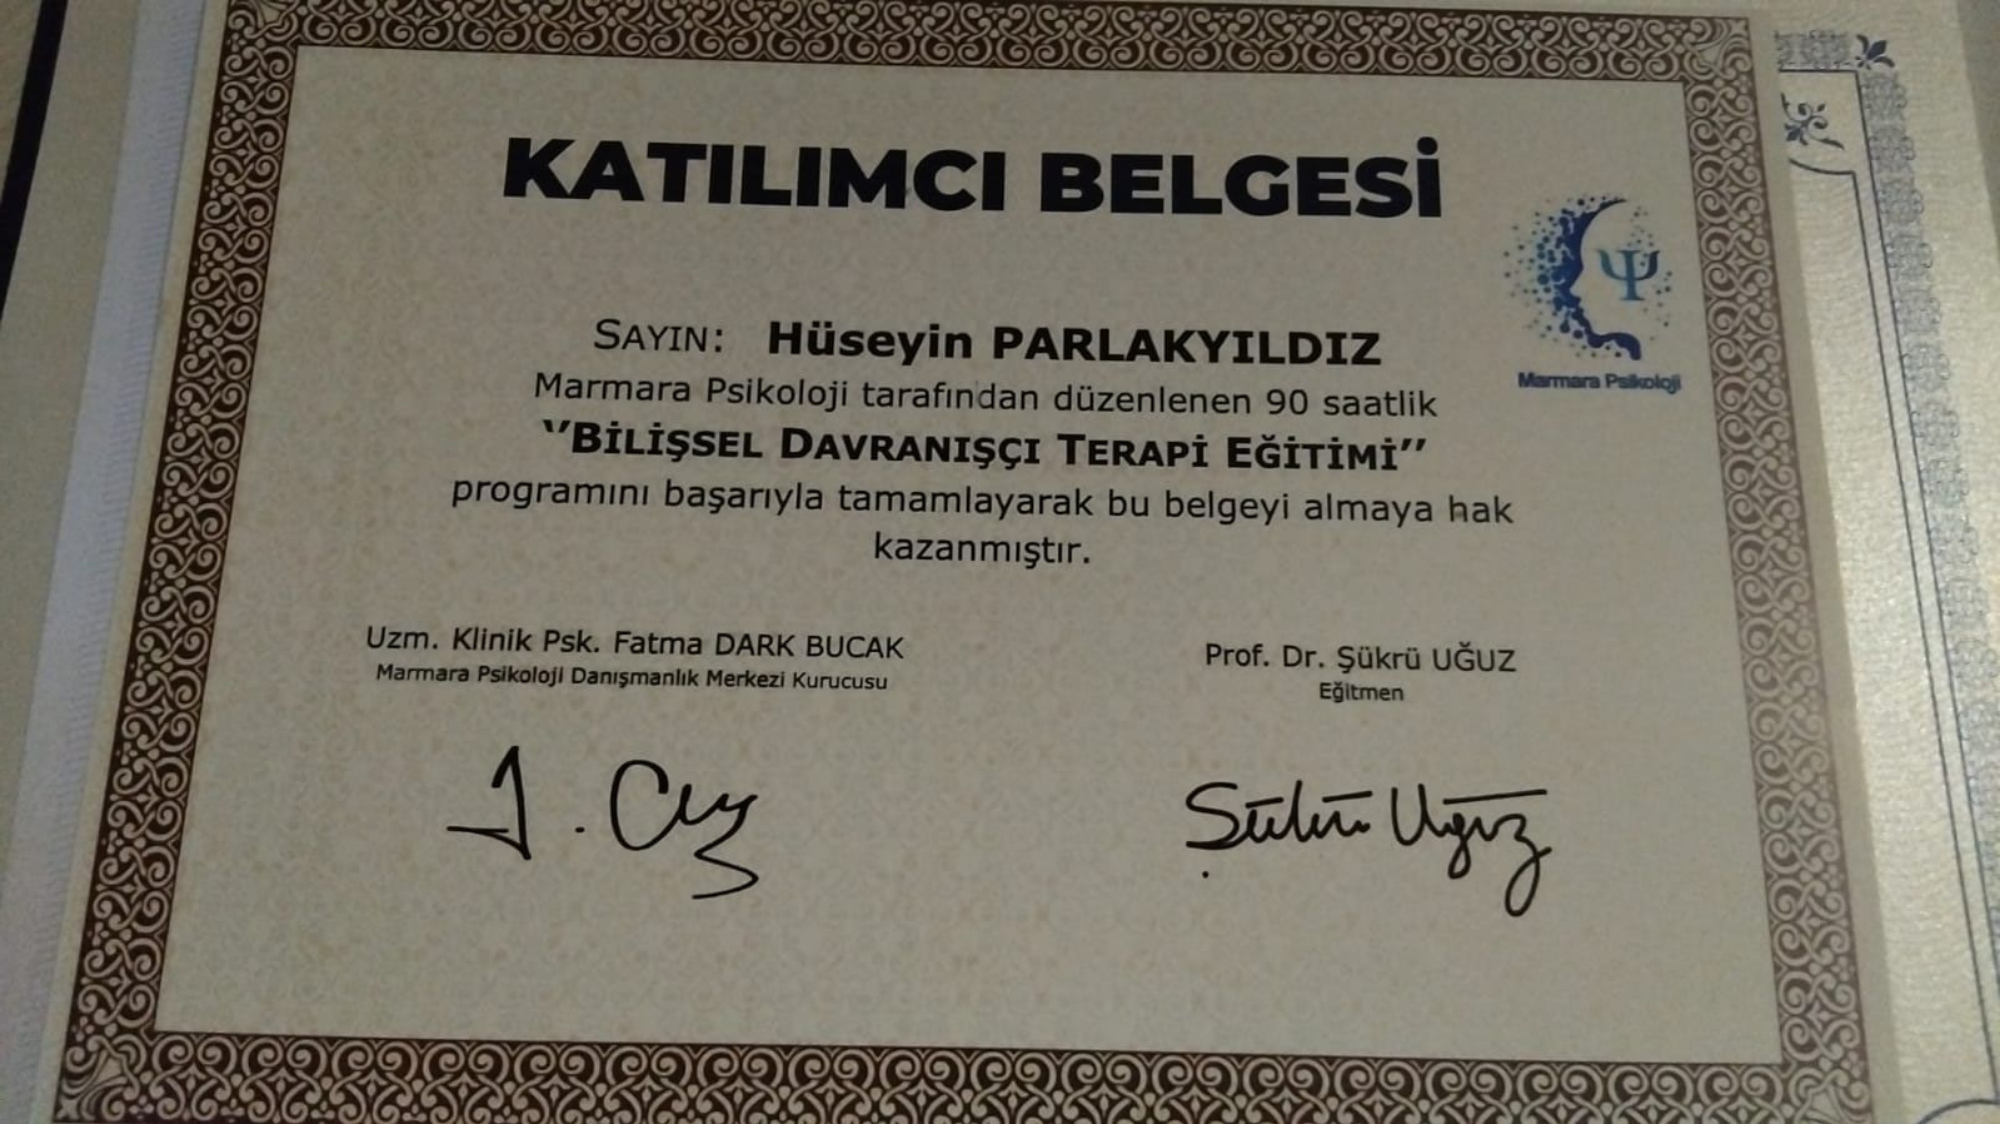 KATILIMCI BELGESİ
SAYIN: Hüseyin PARLAKYILDIZ
Marmara Psikoloji tarafından düzenlenen 90 saatlik
‘’BİLİŞSEL DAVRANIŞÇI TERAPİ EĞİTİMİ’’
programını başarıyla tamamlayarak bu belgeyi almaya hak
kazanmıştır.
Ψ
Marmara Psikoloji
Uzm. Klinik Psk. Fatma DARK BUCAK
Marmara Psikoloji Danışmanlık Merkezi Kurucusu
Prof. Dr. Şükrü UĞUZ
Eğitmen
Şükrü Uğuz